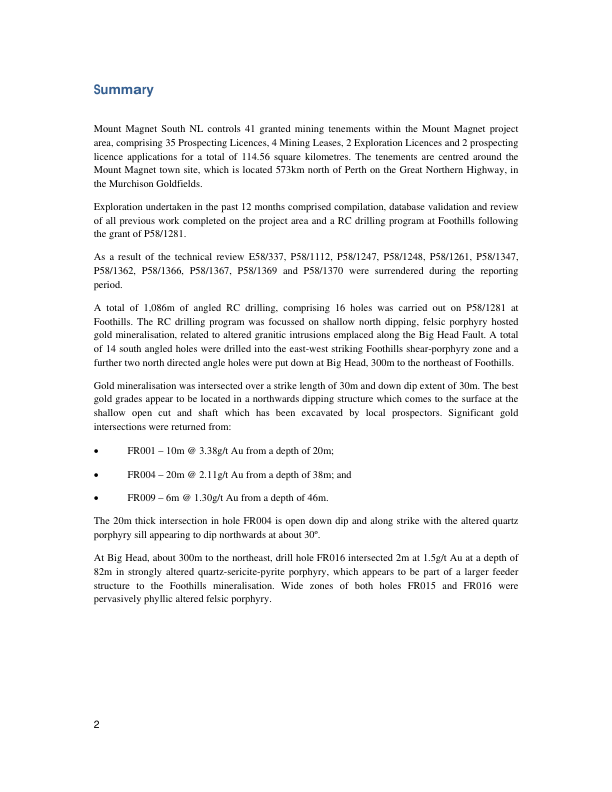 Summary
Mount Magnet South NL controls 41 granted mining tenements within the Mount Magnet project
area, comprising 35 Prospecting Licences, 4 Mining Leases, 2 Exploration Licences and 2 prospecting
licence applications for a total of 114.56 square kilometres. The tenements are centred around the
Mount Magnet town site, which is located 573km north of Perth on the Great Northern Highway, in
the Murchison Goldfields.
Exploration undertaken in the past 12 months comprised compilation, database validation and review
of all previous work completed on the project area and a RC drilling program at Foothills following
the grant of P58/1281.
As a result of the technical review E58/337, P58/1112, P58/1247, P58/1248, P58/1261, P58/1347,
P58/1362, P58/1366, P58/1367, P58/1369 and P58/1370 were surrendered during the reporting
period.
A total of 1,086m of angled RC drilling, comprising 16 holes was carried out on P58/1281 at
Foothills. The RC drilling program was focussed on shallow north dipping, felsic porphyry hosted
gold mineralisation, related to altered granitic intrusions emplaced along the Big Head Fault. A total
of 14 south angled holes were drilled into the east-west striking Foothills shear-porphyry zone and a
further two north directed angle holes were put down at Big Head, 300m to the northeast of Foothills.
Gold mineralisation was intersected over a strike length of 30m and down dip extent of 30m. The best
gold grades appear to be located in a northwards dipping structure which comes to the surface at the
shallow open cut and shaft which has been excavated by local prospectors. Significant gold
intersections were returned from:
• FR001 – 10m @ 3.38g/t Au from a depth of 20m;
• FR004 – 20m @ 2.11g/t Au from a depth of 38m; and
• FR009 – 6m @ 1.30g/t Au from a depth of 46m.
The 20m thick intersection in hole FR004 is open down dip and along strike with the altered quartz
porphyry sill appearing to dip northwards at about 30º.
At Big Head, about 300m to the northeast, drill hole FR016 intersected 2m at 1.5g/t Au at a depth of
82m in strongly altered quartz-sericite-pyrite porphyry, which appears to be part of a larger feeder
structure to the Foothills mineralisation. Wide zones of both holes FR015 and FR016 were
pervasively phyllic altered felsic porphyry.
2